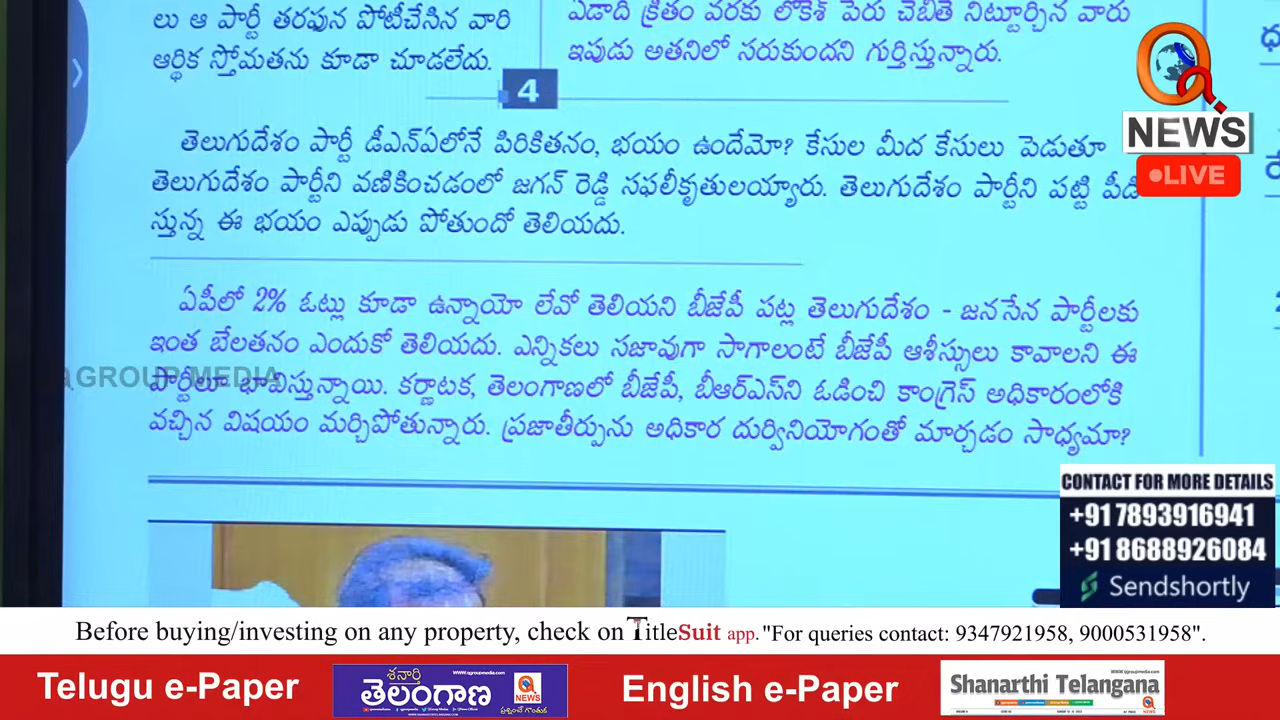 లు ఆ పార్టీ తరఫున పోటీచేసిన వారి
ఆర్థిక స్తోమతను కూడా చూడలేదు.
ఏడాది క్రితం వరకు లోకేశ్ పేరు చెబితే నిట్టూర్చిన వారు
ఇపుడు అతనిలో సరుకుందని గుర్తిస్తున్నారు.
4
తెలుగుదేశం పార్టీ డీఎన్ఏలోనే పిరికితనం, భయం ఉందేమో? కేసుల మీద కేసులు పెడుతూ
తెలుగుదేశం పార్టీని వణికించడంలో జగన్ రెడ్డి సఫలీకృతులయ్యారు. తెలుగుదేశం పార్టీని పట్టి పీడి
స్తున్న ఈ భయం ఎప్పుడు పోతుందో తెలియదు.
ఏపీలో 2% ఓట్లు కూడా ఉన్నాయో లేవో తెలియని బీజేపీ పట్ల తెలుగుదేశం - జనసేన పార్టీలకు
ఇంత బేలతనం ఎందుకో తెలియదు. ఎన్నికలు సజావుగా సాగాలంటే బీజేపీ ఆశీస్సులు కావాలని ఈ
పార్టీలూ భావిస్తున్నాయి. కర్ణాటక, తెలంగాణలో బీజేపీ, బీఆర్ఎస్‌ని ఓడించి కాంగ్రెస్ అధికారంలోకి
వచ్చిన విషయం మర్చిపోతున్నారు. ప్రజాతీర్పును అధికార దుర్వినియోగంతో మార్చడం సాధ్యమా?
GROUP MEDIA
Q
NEWS
LIVE
CONTACT FOR MORE DETAILS
+91 7893916941
+91 8688926084
Sendshortly
Before buying/investing on any property, check on TitleSuit app. "For queries contact: 9347921958, 9000531958".
Telugu e-Paper
శనార్తి
తెలంగాణ
NEWS
English e-Paper
Shanarthi Telangana